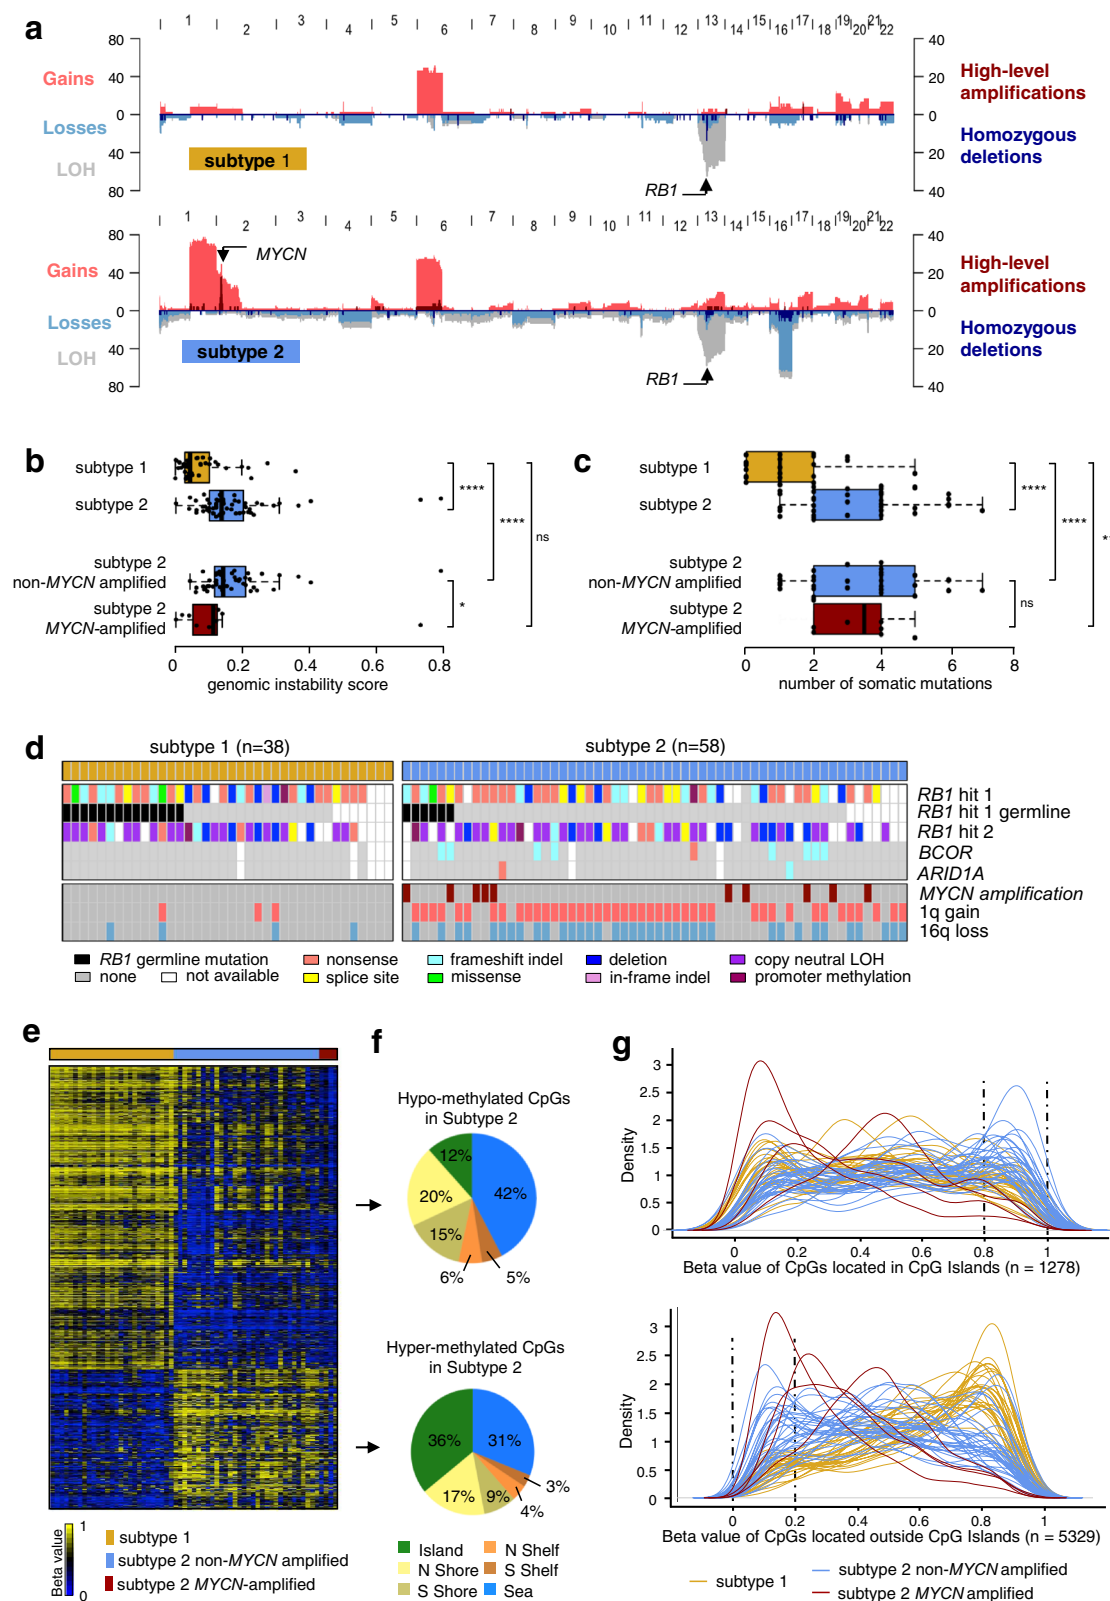 a
1 2 3 4 5 6 7 8 9 10 11 12 13 14 15 16 17 18 19 20 21 22
80 40
Gains 40 20 High-level amplifications
0 0
Losses Homozygous deletions
40 20
LOH subtype 1
80 RB1 40
1 2 3 4 5 6 7 8 9 10 11 12 13 14 15 16 17 18 19 20 21 22
80 40
MYCN
Gains 40 20 High-level amplifications
0 0
Losses Homozygous deletions
40 20
LOH subtype 2
80 RB1 40
b
subtype 1
subtype 2
****
****
ns
subtype 2
non-MYCN amplified
subtype 2
MYCN-amplified
*
0 0.2 0.4 0.6 0.8
genomic instability score
c
subtype 1
subtype 2
****
****
**
subtype 2
non-MYCN amplified
subtype 2
MYCN-amplified
ns
0 2 4 6 8
number of somatic mutations
d
subtype 1 (n=38) subtype 2 (n=58)
RB1 hit 1
RB1 hit 1 germline
RB1 hit 2
BCOR
ARID1A
MYCN amplification
1q gain
16q loss
RB1 germline mutation nonsense frameshift indel deletion copy neutral LOH
none not available splice site missense in-frame indel promoter methylation
e
Beta value
1
0
subtype 1
subtype 2 non-MYCN amplified
subtype 2 MYCN-amplified
f
Hypo-methylated CpGs
in Subtype 2
12%
42%
20%
15%
6% 5%
Hyper-methylated CpGs
in Subtype 2
36% 31%
17% 9% 4% 3%
Island N Shelf
N Shore S Shelf
S Shore Sea
g
Density
3
2.5
2
1.5
1
0.5
0
0 0.2 0.4 0.6 0.8 1
Beta value of CpGs located in CpG Islands (n = 1278)
Density
3
2.5
2
1.5
1
0.5
0
0 0.2 0.4 0.6 0.8 1
Beta value of CpGs located outside CpG Islands (n = 5329)
subtype 1 subtype 2 non-MYCN amplified
subtype 2 MYCN amplified